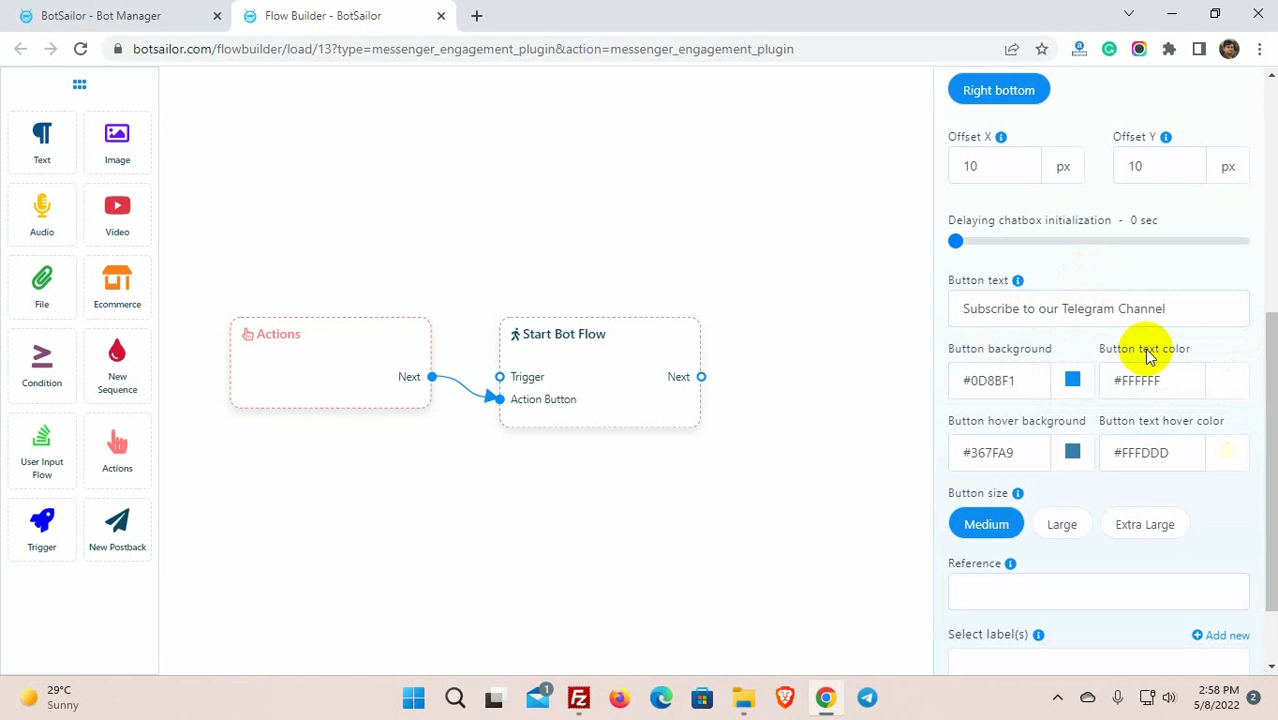 BotSailor - Bot Manager
Flow Builder - BotSailor
botsailor.com/flowbuilder/load/13?type=messenger_engagement_plugin&action=messenger_engagement_plugin
Text
Image
Audio
Video
File
Ecommerce
Condition
New
Sequence
User Input
Flow
Actions
Trigger
New Postback
Actions
Next
Start Bot Flow
Trigger
Next
Action Button
Right bottom
Offset X
Offset Y
10 px
10 px
Delaying chatbox initialization - 0 sec
Button text
Subscribe to our Telegram Channel
Button background
Button text color
#0D8BF1
#FFFFFF
Button hover background
Button text hover color
#367FA9
#FFFDDD
Button size
Medium
Large
Extra Large
Reference
Select label(s)
Add new
29°C
Sunny
1
2:58 PM
5/8/2022
2